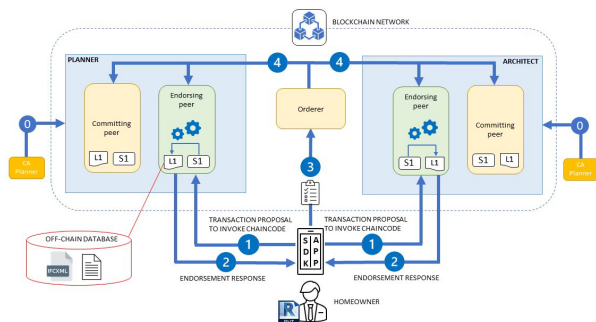 BLOCKCHAIN NETWORK
PLANNER
ARCHITECT
4
4
Committing
peer
L1
S1
Endorsing
peer
L1
S1
Orderer
Endorsing
peer
S1
L1
Committing
peer
S1
L1
0
CA
Planner
0
CA
Planner
3
TRANSACTION PROPOSAL
TO INVOKE CHAINCODE
TRANSACTION PROPOSAL
TO INVOKE CHAINCODE
1
1
OFF-CHAIN DATABASE
IFCXML
SDK
APP
2
2
ENDORSEMENT RESPONSE
ENDORSEMENT RESPONSE
R
HOMEOWNER